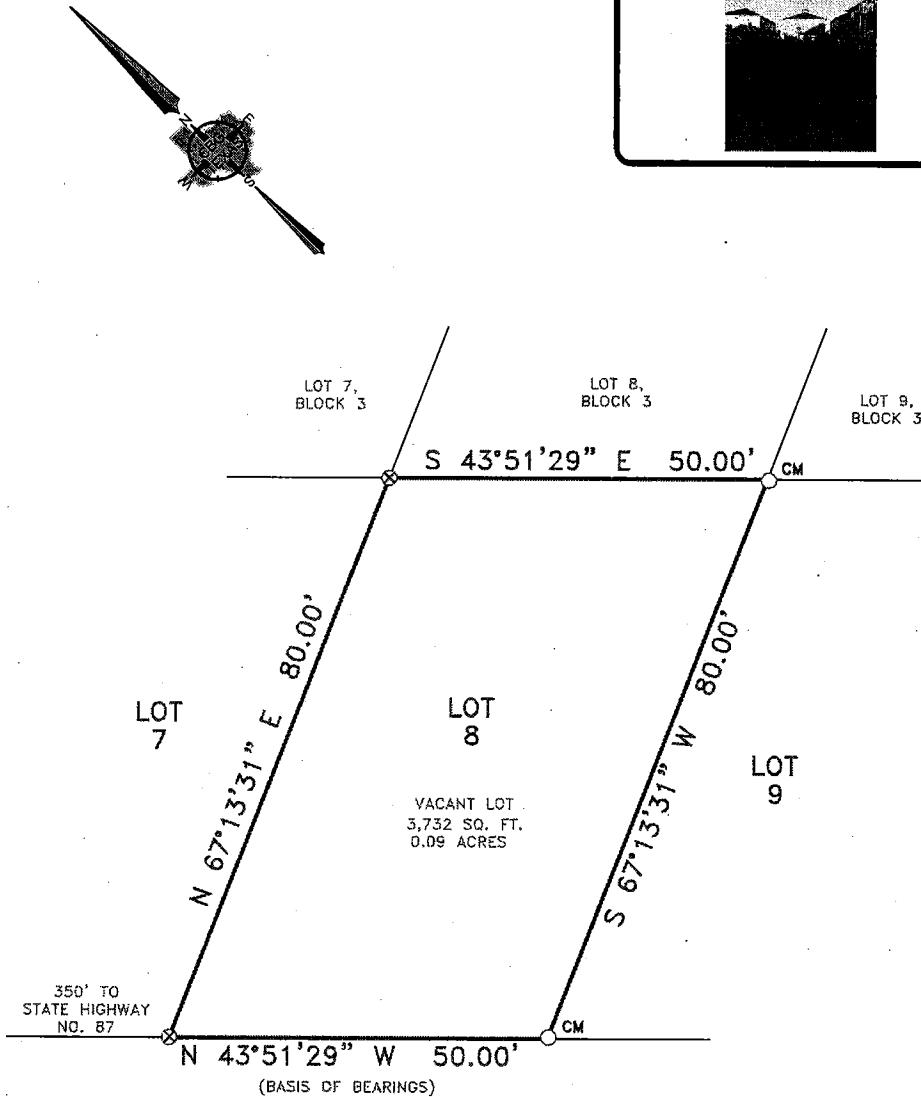 N
E
W
S
LOT 7,
BLOCK 3
LOT 8,
BLOCK 3
LOT 9,
BLOCK 3
S 43°51'29" E 50.00'
CM
N 67°13'31" E 80.00'
S 67°13'31" W 80.00'
LOT
7
LOT
8
LOT
9
VACANT LOT
3,732 SQ. FT.
0.09 ACRES
350' TO
STATE HIGHWAY
NO. 87
CM
N 43°51'29" W 50.00'
(BASIS OF BEARINGS)